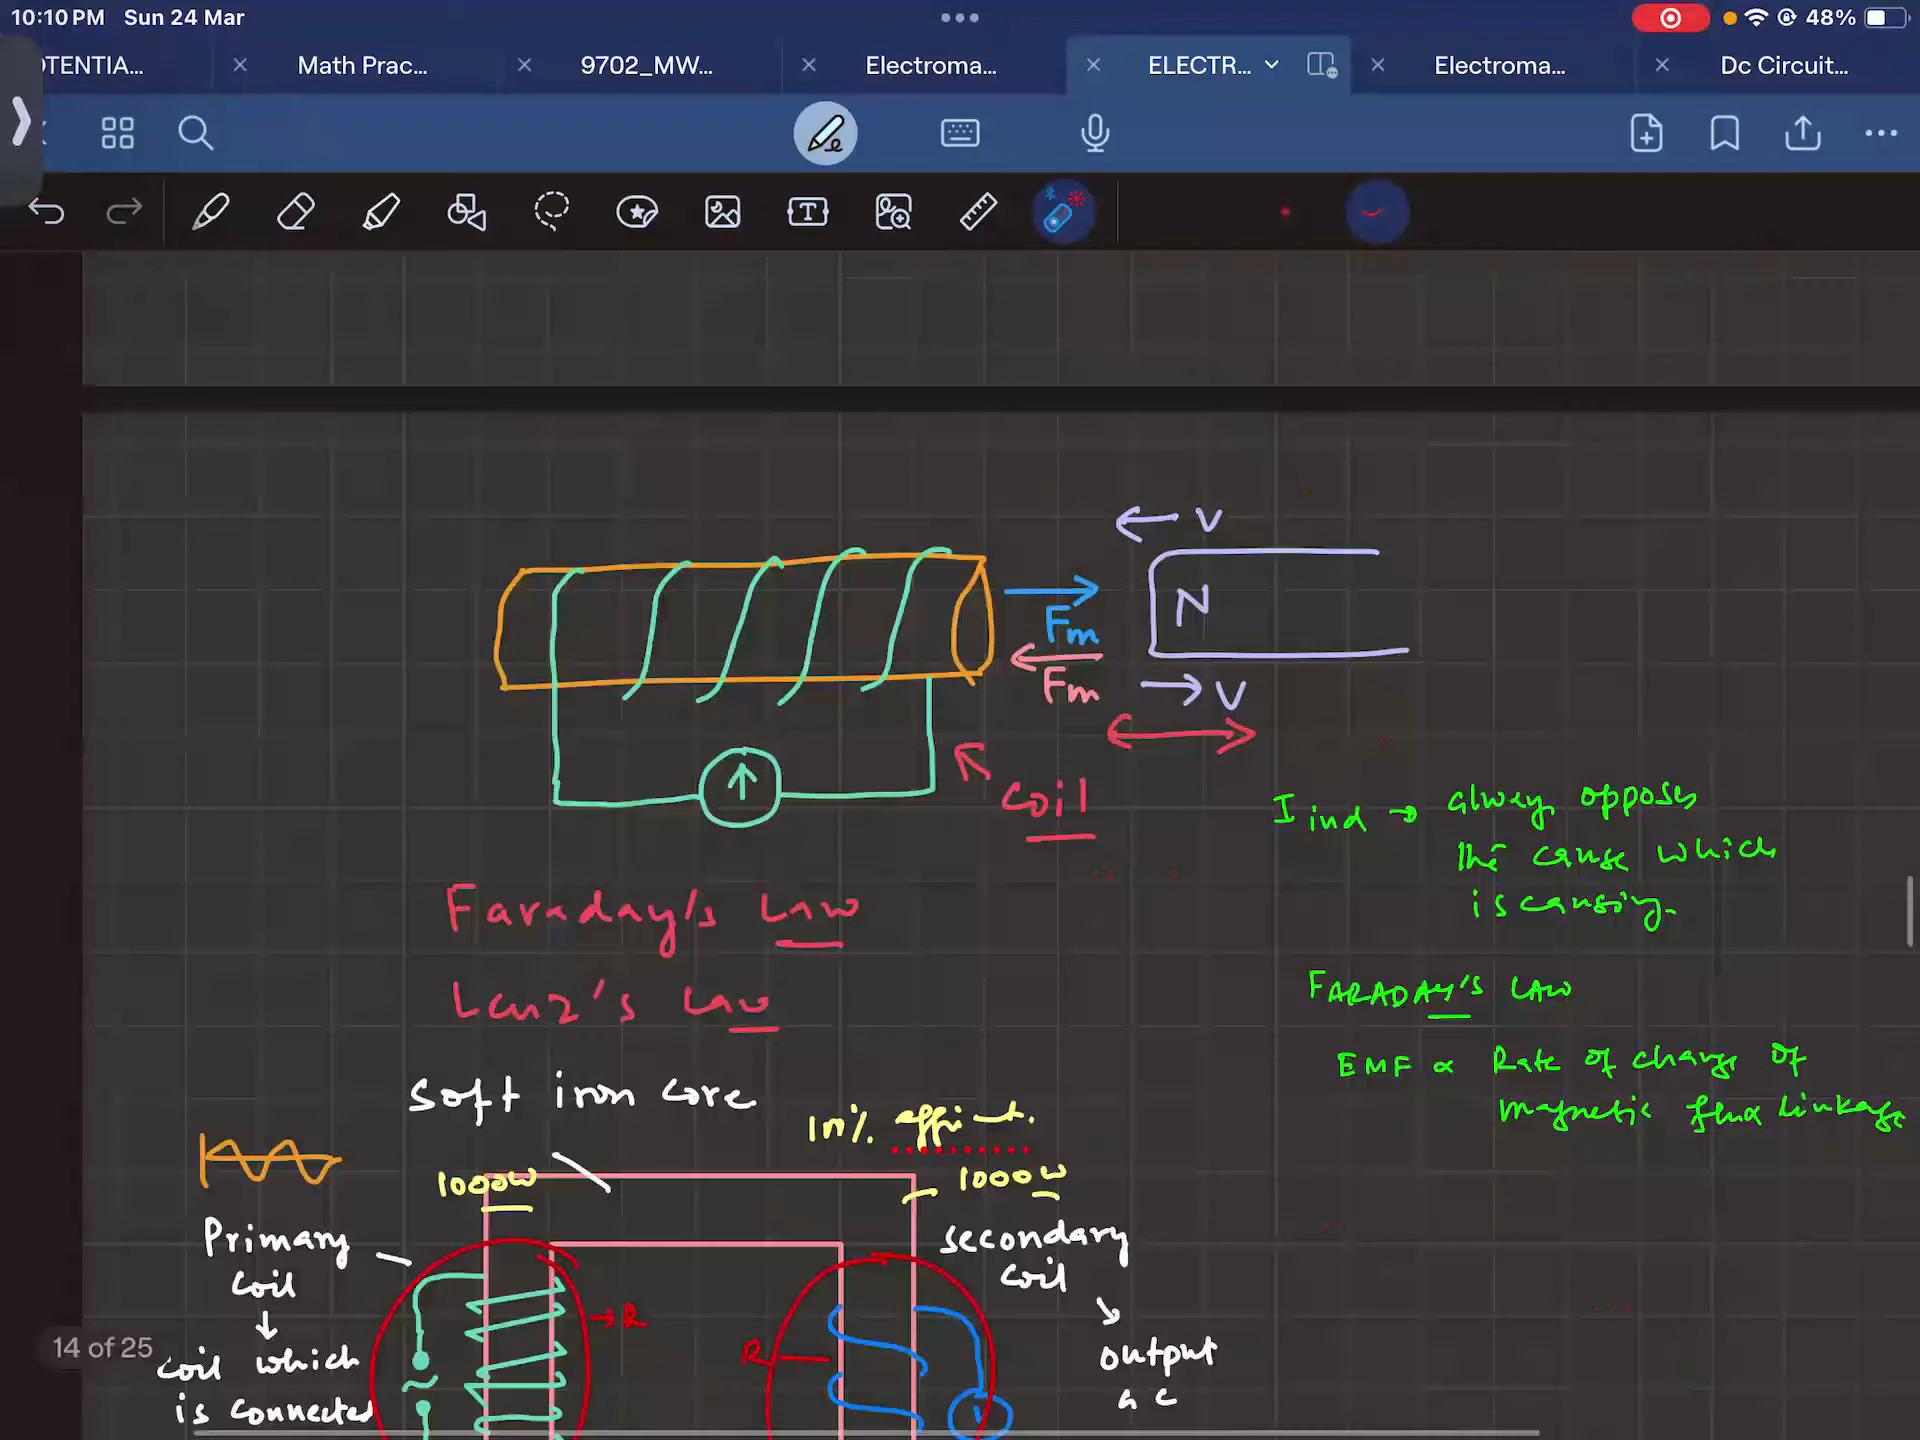 10:10 PM Sun 24 Mar
48%
OTENTIA...
Math Prac...
9702_MW...
Electroma...
ELECTR...
Electroma...
Dc Circuit...
← V
N
Fm
Fm
→ V
coil
I ind → always opposes
the cause which
is causing.
Faraday's Law
Lenz's Law
FARADAY'S LAW
EMF ∝ Rate of change of
magnetic flux linkage
soft iron core
1000W
1000W
Primary
coil
↓
coil which
is connected
→ R
R
secondary
coil
output
a c
14 of 25